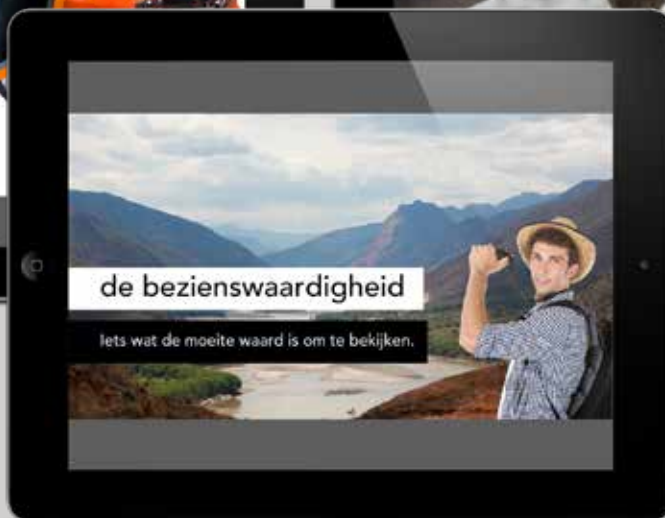 de bezienswaardigheid
Iets wat de moeite waard is om te bekijken.